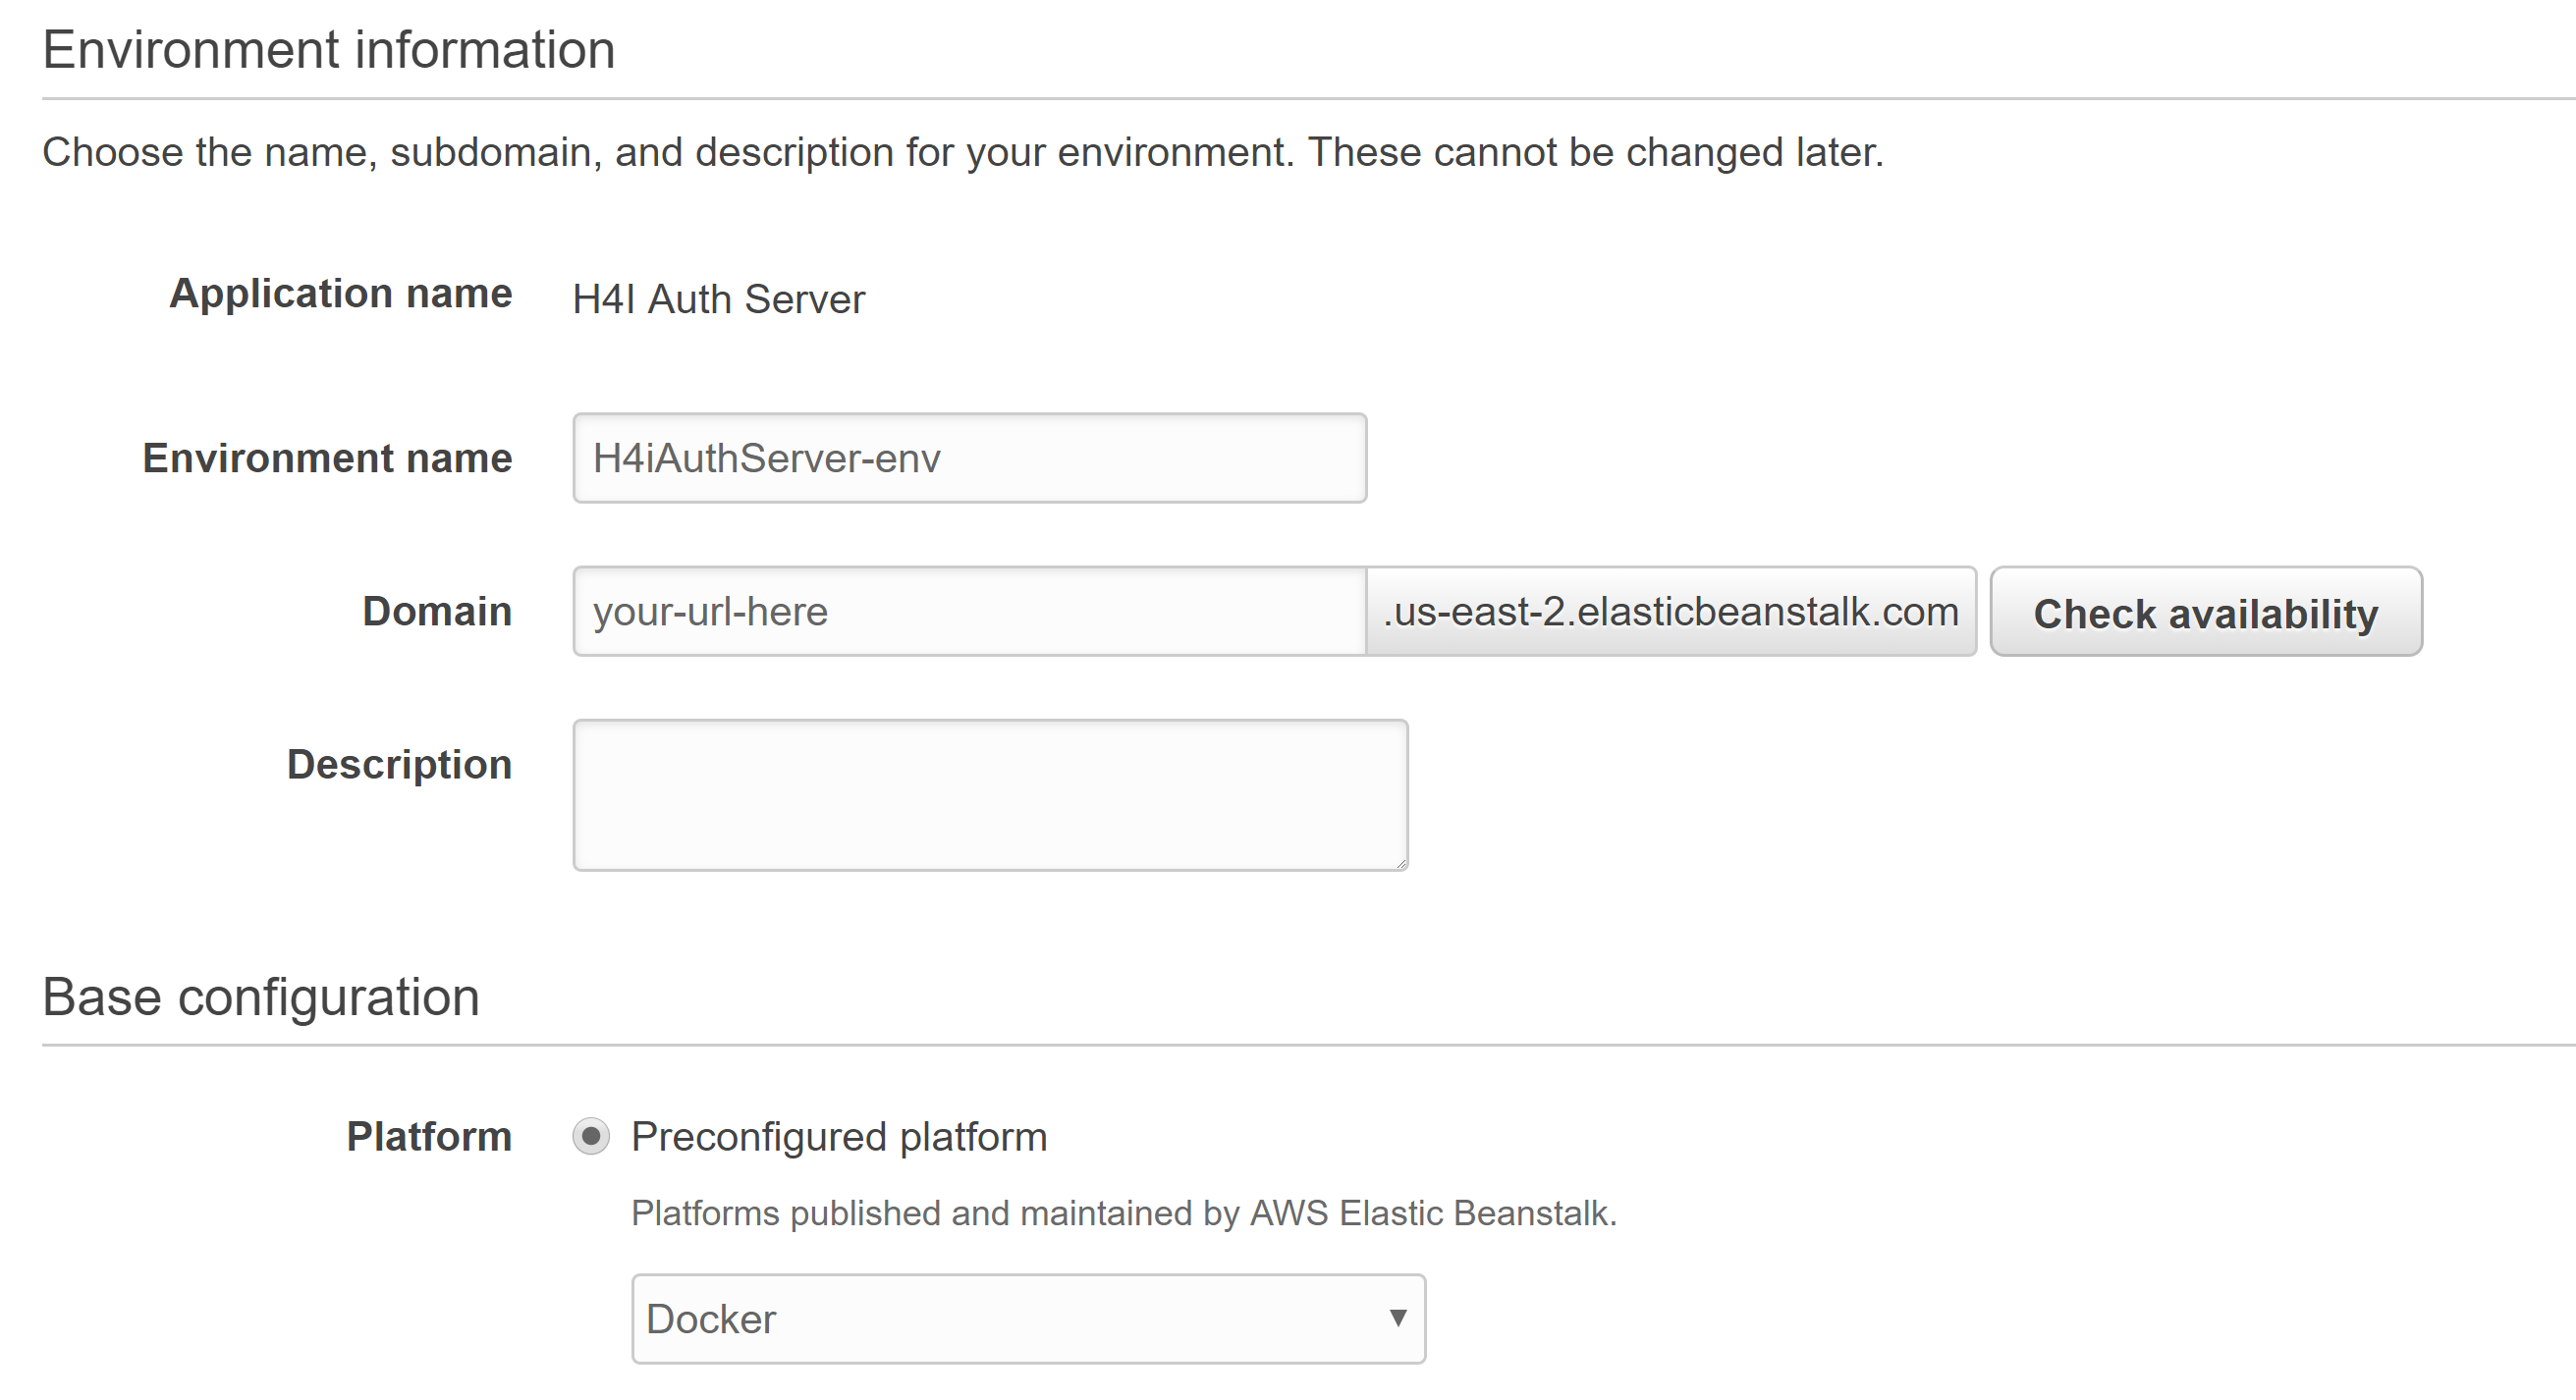 Environment information
Choose the name, subdomain, and description for your environment. These cannot be changed later.
Application name H4I Auth Server
Environment name H4iAuthServer-env
Domain your-url-here .us-east-2.elasticbeanstalk.com Check availability
Description
Base configuration
Platform Preconfigured platform
Platforms published and maintained by AWS Elastic Beanstalk.
Docker